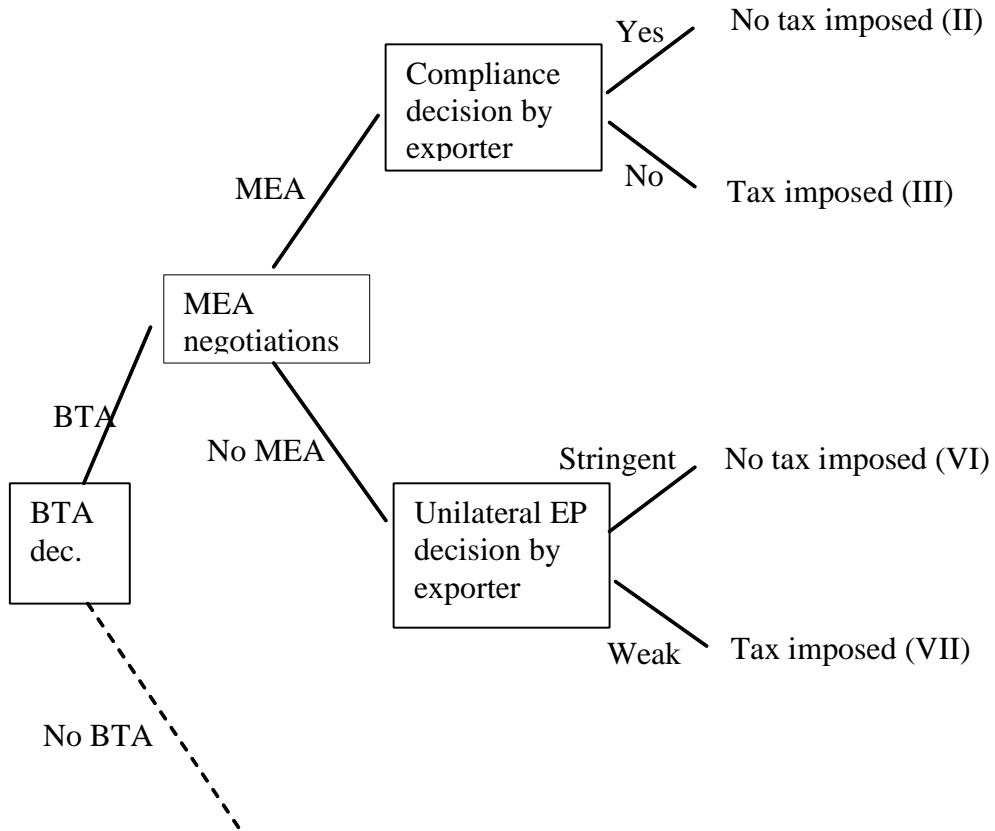 Yes
No tax imposed (II)
Compliance
decision by
exporter
No
Tax imposed (III)
MEA
MEA
negotiations
BTA
No MEA
Stringent
No tax imposed (VI)
BTA
dec.
Unilateral EP
decision by
exporter
Weak
Tax imposed (VII)
No BTA